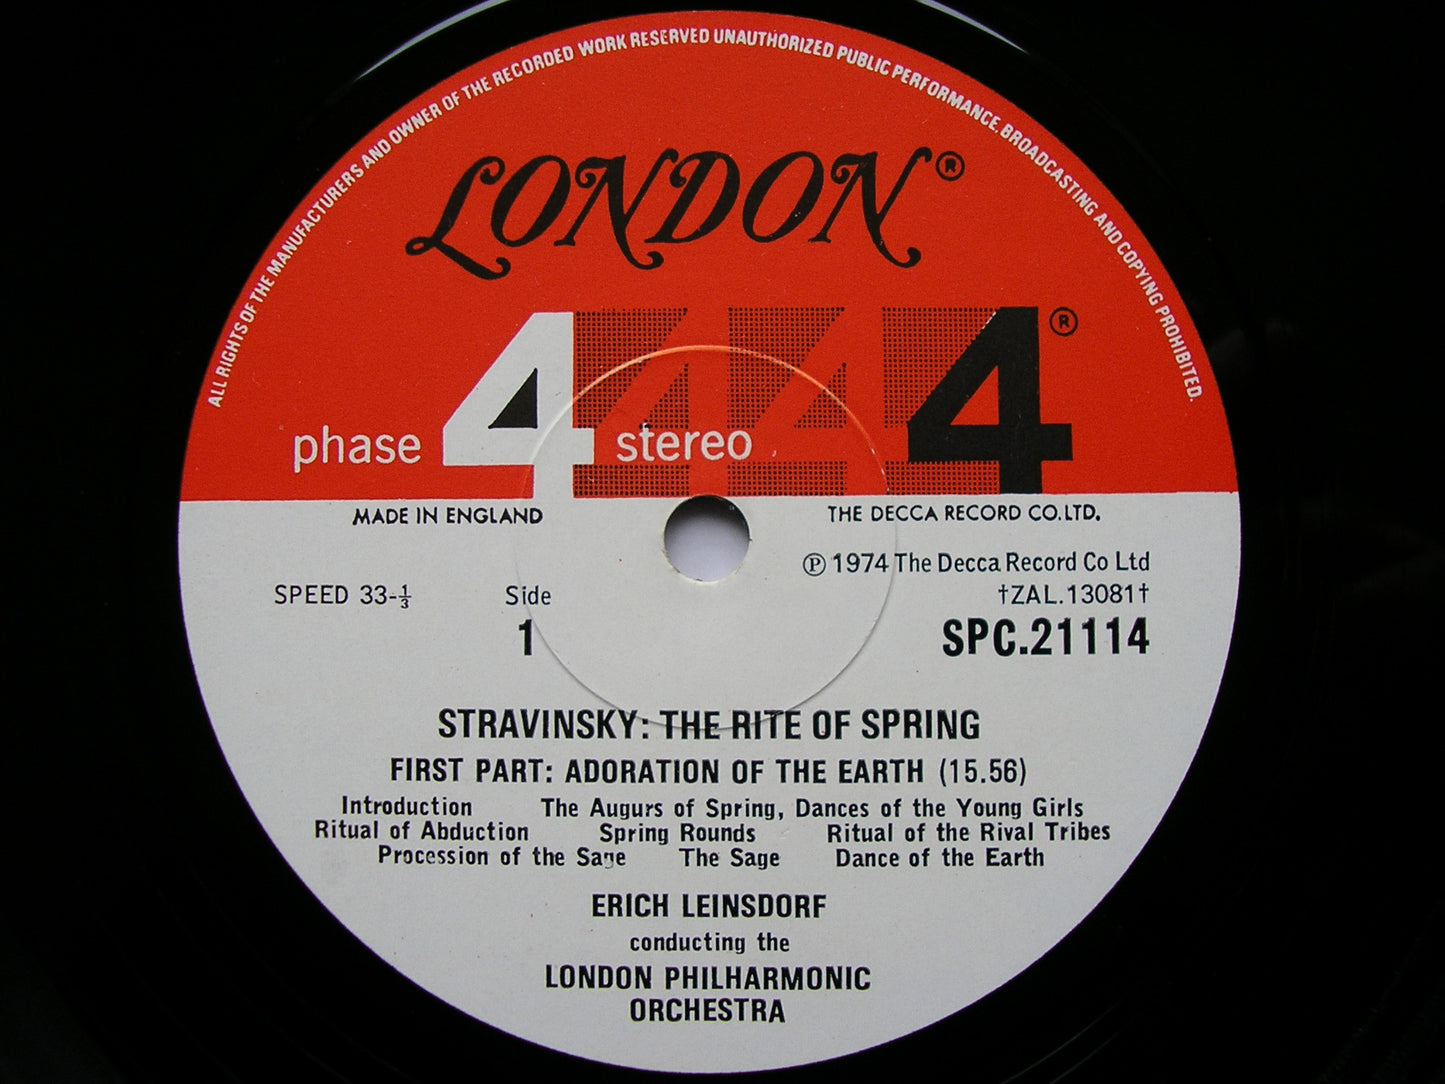 ALL RIGHTS OF THE MANUFACTURERS AND OWNER OF THE RECORDED WORK RESERVED UNAUTHORIZED PUBLIC PERFORMANCE, BROADCASTING AND COPYING PROHIBITED.
LONDON®
4 4 4 4 ®
phase 4 stereo
MADE IN ENGLAND THE DECCA RECORD CO. LTD.
℗ 1974 The Decca Record Co Ltd
SPEED 33-⅓ Side †ZAL.13081†
1 SPC.21114
STRAVINSKY: THE RITE OF SPRING
FIRST PART: ADORATION OF THE EARTH (15.56)
Introduction The Augurs of Spring, Dances of the Young Girls
Ritual of Abduction Spring Rounds Ritual of the Rival Tribes
Procession of the Sage The Sage Dance of the Earth
ERICH LEINSDORF
conducting the
LONDON PHILHARMONIC
ORCHESTRA